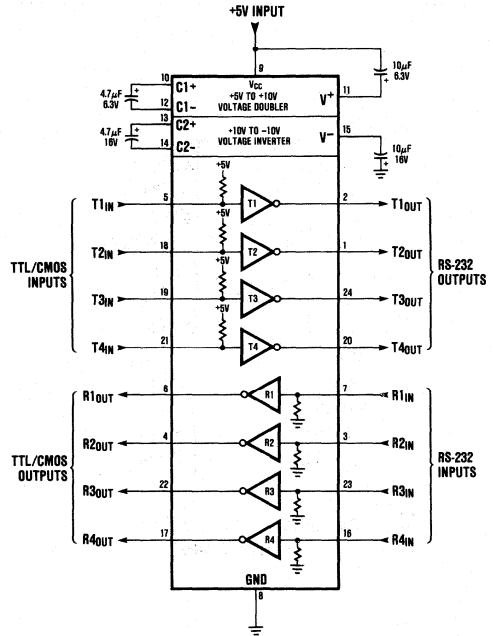 +5V INPUT
10 9 10µF 6.3V
4.7µF 6.3V C1+ VCC 11
12 C1- +5V TO +10V VOLTAGE DOUBLER V+
13
4.7µF 16V C2+ +10V TO -10V VOLTAGE INVERTER V- 15
14 C2- 10µF 16V
+5V
T1IN 5 T1 2 T1OUT
+5V
T2IN 18 T2 1 T2OUT
TTL/CMOS INPUTS +5V RS-232 OUTPUTS
T3IN 19 T3 24 T3OUT
+5V
T4IN 21 T4 20 T4OUT
R1OUT 6 R1 7 R1IN
R2OUT 4 R2 3 R2IN
TTL/CMOS OUTPUTS RS-232 INPUTS
R3OUT 22 R3 23 R3IN
R4OUT 17 R4 16 R4IN
GND
8